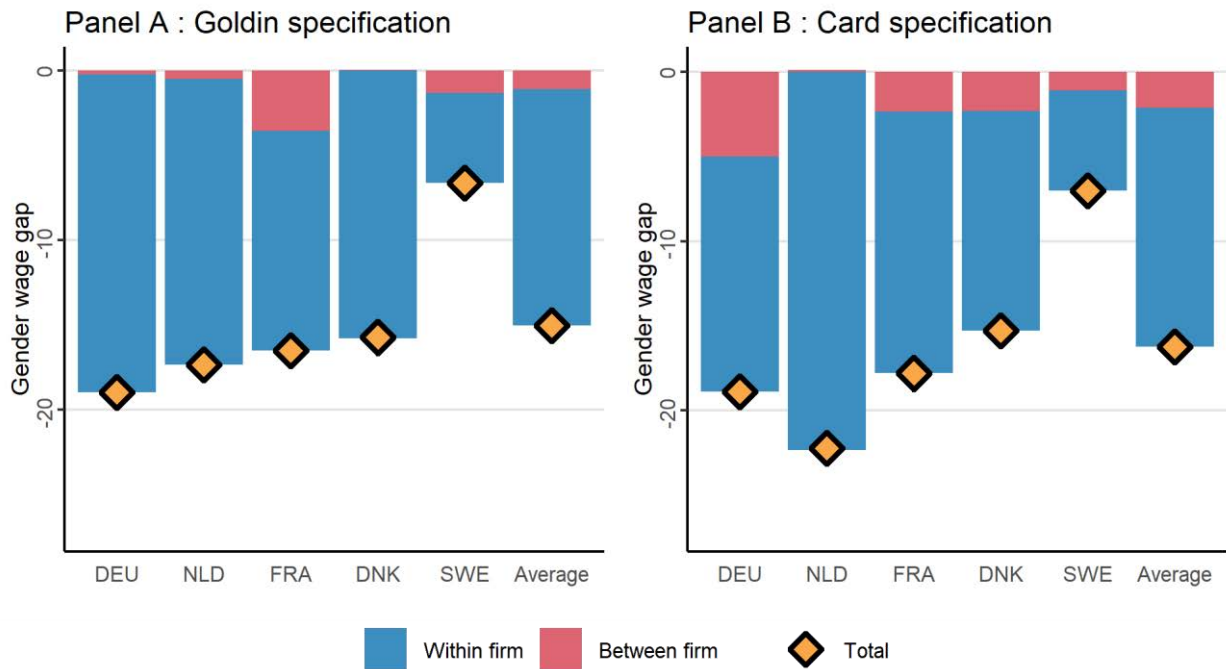 Panel A : Goldin specification
Gender wage gap
0
-10
-20
DEU NLD FRA DNK SWE Average
Panel B : Card specification
Gender wage gap
0
-10
-20
DEU NLD FRA DNK SWE Average
Within firm Between firm Total